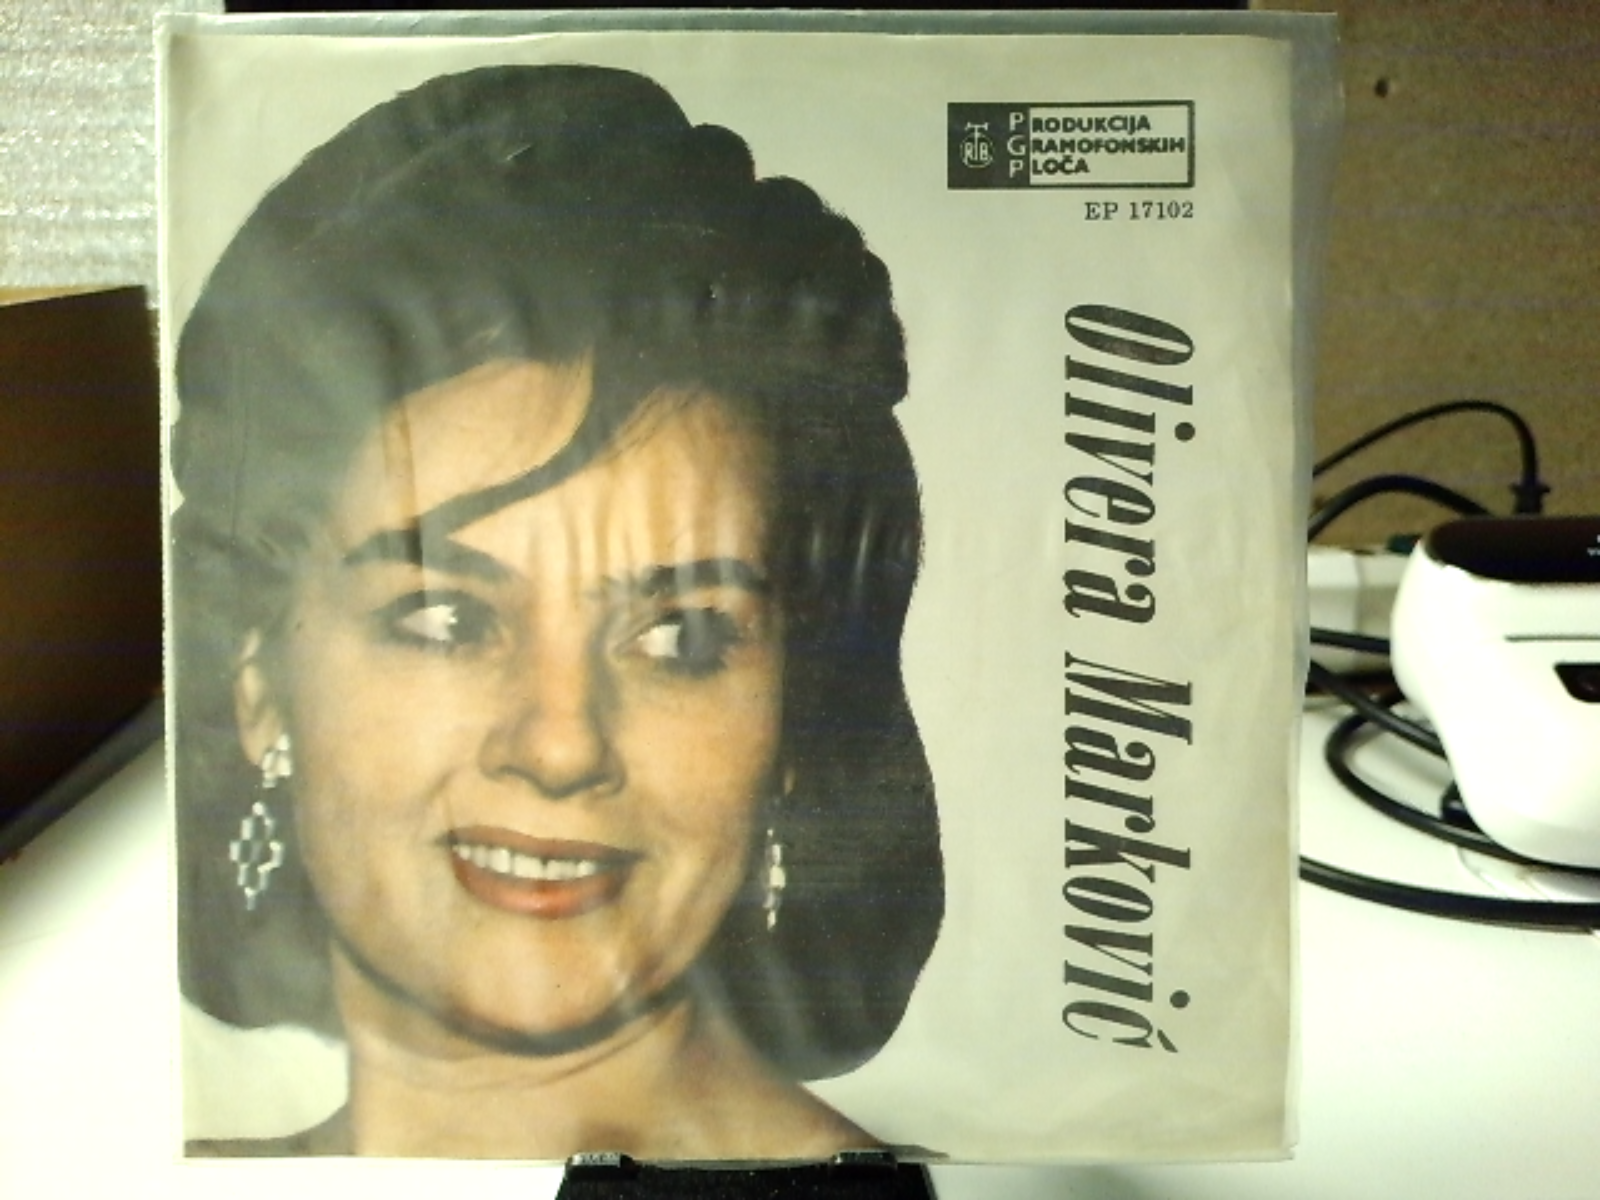 RTB
PRODUKCIJA
GRAMOFONSKIH
PLOČA
EP 17102
Olivera Marković